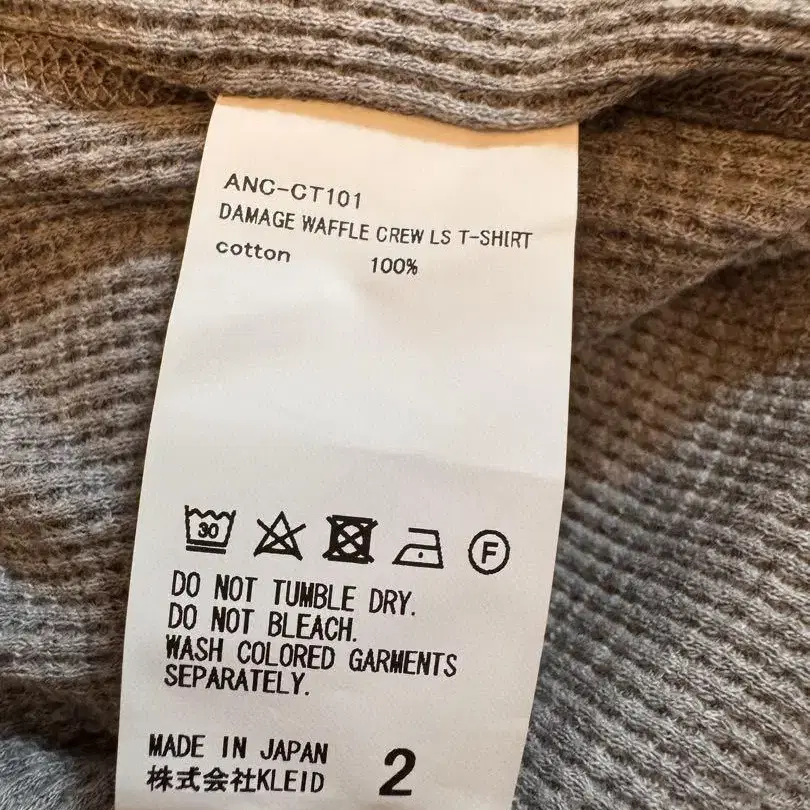 ANC-CT101
DAMAGE WAFFLE CREW LS T-SHIRT
cotton 100%
30 F
DO NOT TUMBLE DRY.
DO NOT BLEACH.
WASH COLORED GARMENTS
SEPARATELY.
MADE IN JAPAN
株式会社KLEID 2